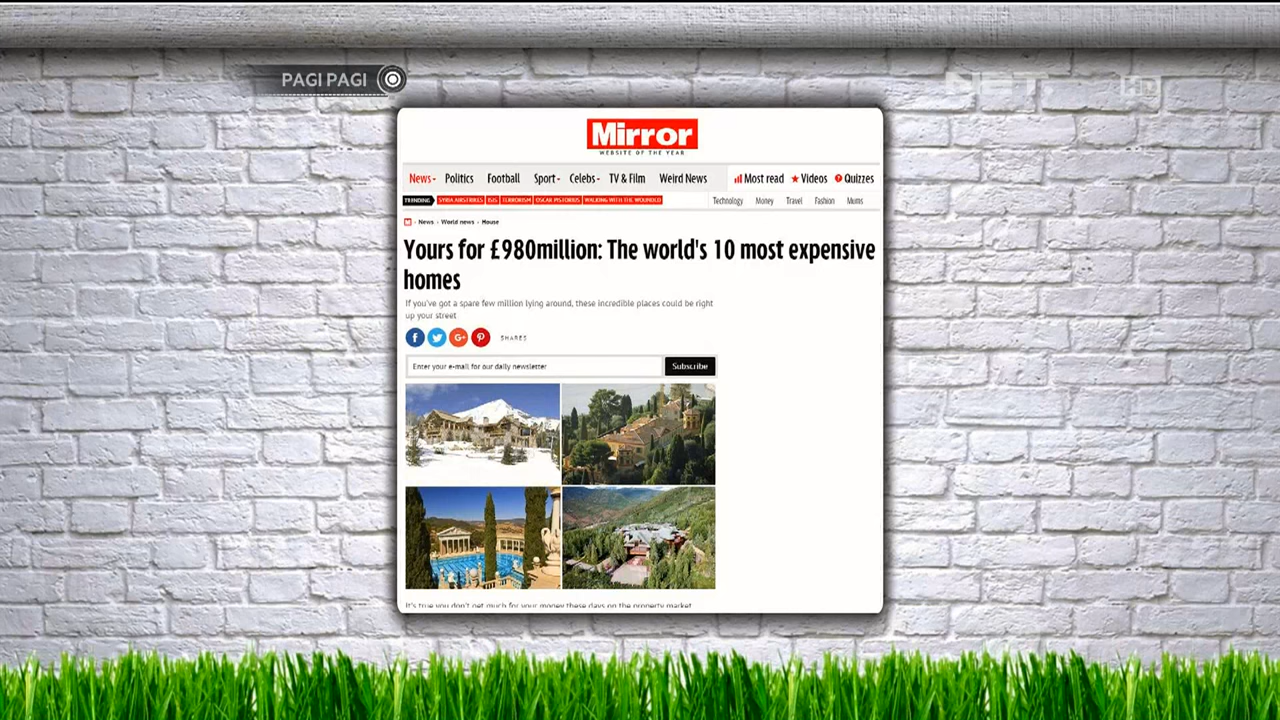 PAGI PAGI
NET
HD
Mirror
WEBSITE OF THE YEAR
News Politics Football Sport Celebs TV & Film Weird News Most read Videos Quizzes
TRENDING SYRIA AIRSTRIKES ISIS TERRORISM OSCAR PISTORIUS WALKING WITH THE WOUNDED Technology Money Travel Fashion Mums
M News World news House
Yours for £980million: The world's 10 most expensive
homes
If you've got a spare few million lying around, these incredible places could be right
up your street
f G+ SHARES
Enter your e-mail for our daily newsletter Subscribe
It's true you don't get much for your money these days on the property market